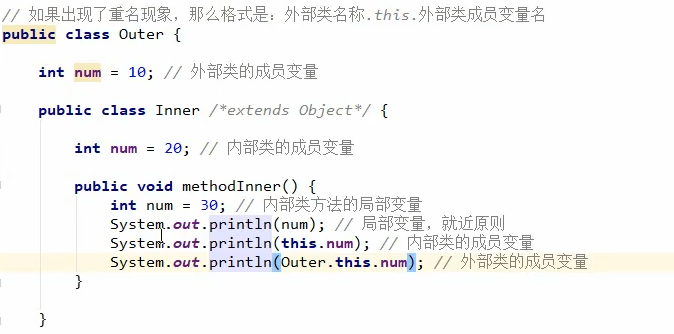 // 如果出现了重名现象，那么格式是：外部类名称.this.外部类成员变量名
public class Outer {
int num = 10; // 外部类的成员变量
public class Inner /*extends Object*/ {
int num = 20; // 内部类的成员变量
public void methodInner() {
int num = 30; // 内部类方法的局部变量
System.out.println(num); // 局部变量，就近原则
System.out.println(this.num); // 内部类的成员变量
System.out.println(Outer.this.num); // 外部类的成员变量
}
}